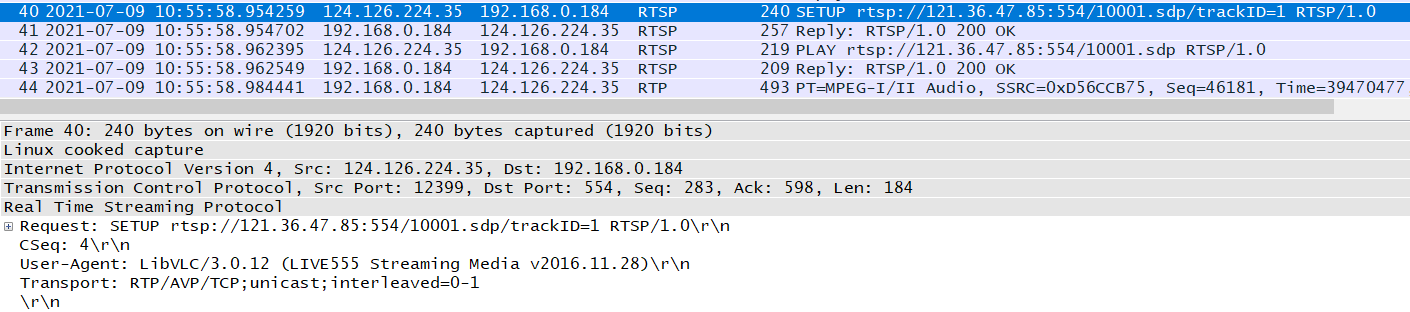 40 2021-07-09 10:55:58.954259 124.126.224.35 192.168.0.184 RTSP 240 SETUP rtsp://121.36.47.85:554/10001.sdp/trackID=1 RTSP/1.0
41 2021-07-09 10:55:58.954702 192.168.0.184 124.126.224.35 RTSP 257 Reply: RTSP/1.0 200 OK
42 2021-07-09 10:55:58.962395 124.126.224.35 192.168.0.184 RTSP 219 PLAY rtsp://121.36.47.85:554/10001.sdp RTSP/1.0
43 2021-07-09 10:55:58.962549 192.168.0.184 124.126.224.35 RTSP 209 Reply: RTSP/1.0 200 OK
44 2021-07-09 10:55:58.984441 192.168.0.184 124.126.224.35 RTP 493 PT=MPEG-I/II Audio, SSRC=0xD56CCB75, Seq=46181, Time=39470477
Frame 40: 240 bytes on wire (1920 bits), 240 bytes captured (1920 bits)
Linux cooked capture
Internet Protocol Version 4, Src: 124.126.224.35, Dst: 192.168.0.184
Transmission Control Protocol, Src Port: 12399, Dst Port: 554, Seq: 283, Ack: 598, Len: 184
Real Time Streaming Protocol
Request: SETUP rtsp://121.36.47.85:554/10001.sdp/trackID=1 RTSP/1.0\r\n
CSeq: 4\r\n
User-Agent: LibVLC/3.0.12 (LIVE555 Streaming Media v2016.11.28)\r\n
Transport: RTP/AVP/TCP;unicast;interleaved=0-1
\r\n